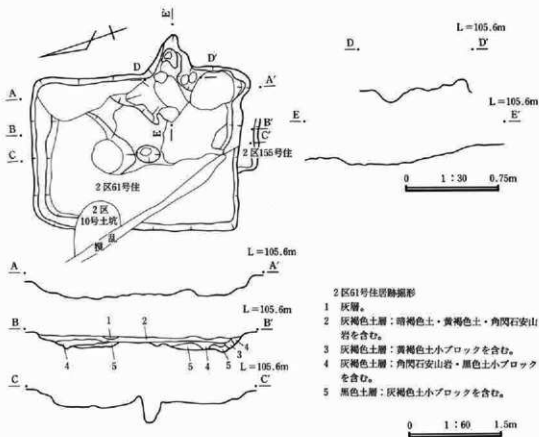 E′
L=105.6m
D D′
D D′
A A′
L=105.6m
B B′
E E′
C C′
E
2区155号住
2区61号住
0 1：30 0.75m
2区
10号土坑
攪乱
L=105.6m
A A′
2区61号住居跡掘形
L=105.6m
1 灰層。
B 1 2 B′
2 灰褐色土層：暗褐色土・黄褐色土・角閃石安山
岩を含む。
4 5 5 4 5 3 4
3 灰褐色土層：黄褐色土小ブロックを含む。
L=105.6m
4 灰褐色土層：角閃石安山岩・黒色土小ブロック
を含む。
C C′
5 黒色土層：灰褐色土小ブロックを含む。
0 1：60 1.5m